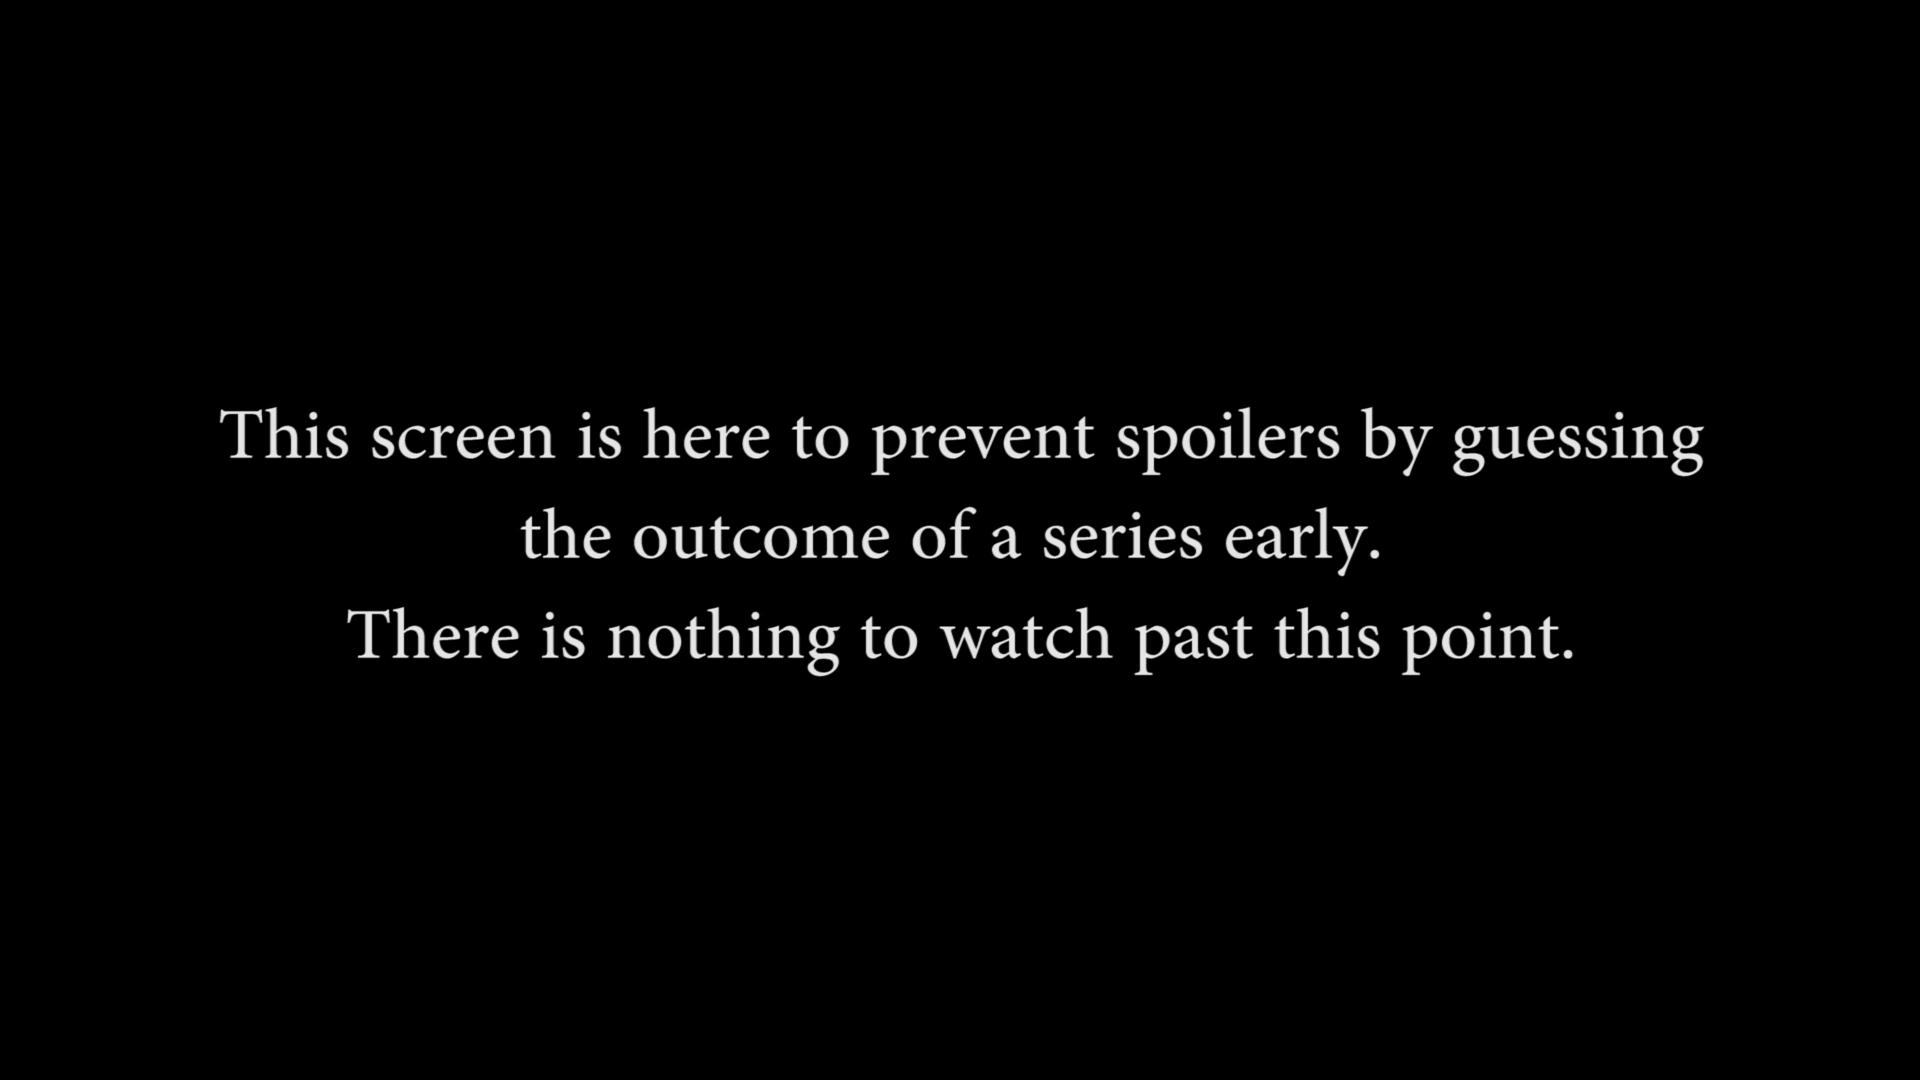 This screen is here to prevent spoilers by guessing
the outcome of a series early.
There is nothing to watch past this point.